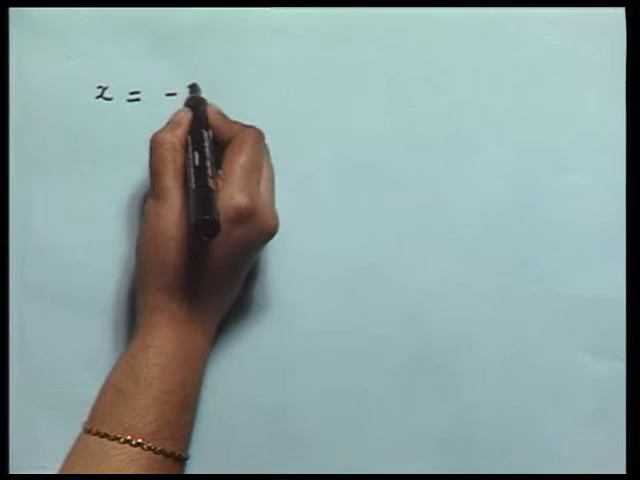 x = -